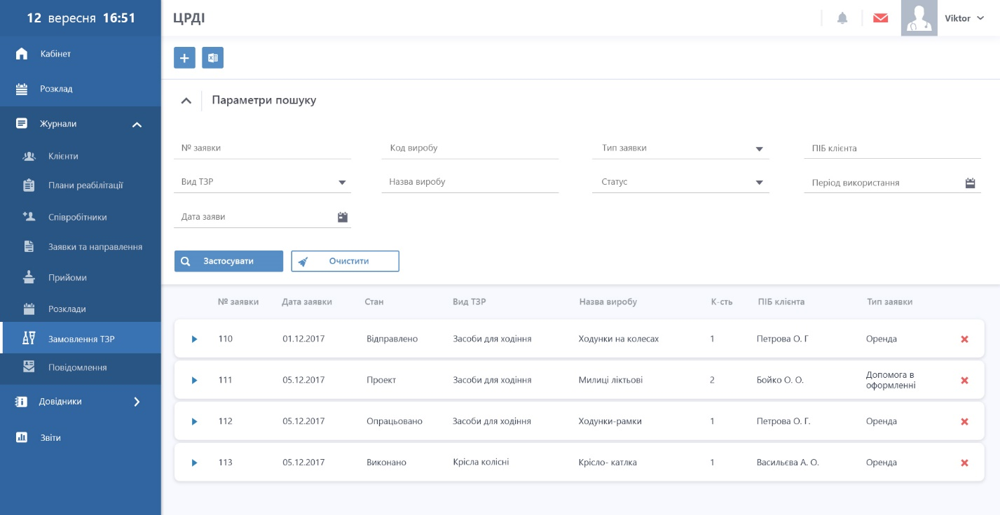 12 вересня 16:51
ЦРДІ
Viktor
Кабінет
Розклад
Журнали
Клієнти
Плани реабілітації
Співробітники
Заявки та направлення
Прийоми
Розклади
Замовлення ТЗР
Повідомлення
Довідники
Звіти
Параметри пошуку
№ заявки Код виробу Тип заявки ПІБ клієнта
Вид ТЗР Назва виробу Статус Період використання
Дата заяви
Застосувати Очистити
№ заявки Дата заявки Стан Вид ТЗР Назва виробу К-сть ПІБ клієнта Тип заявки
110 01.12.2017 Відправлено Засоби для ходіння Ходунки на колесах 1 Петрова О. Г Оренда
111 05.12.2017 Проект Засоби для ходіння Милиці ліктьові 2 Бойко О. О. Допомога в
оформленні
112 05.12.2017 Опрацьовано Засоби для ходіння Ходунки-рамки 1 Петрова О. Г. Оренда
113 05.12.2017 Виконано Крісла колісні Крісло- катлка 1 Васильєва А. О. Оренда